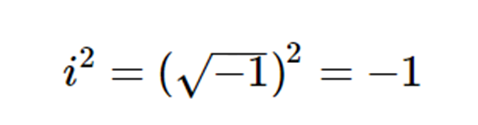 i² = (√−1)² = −1